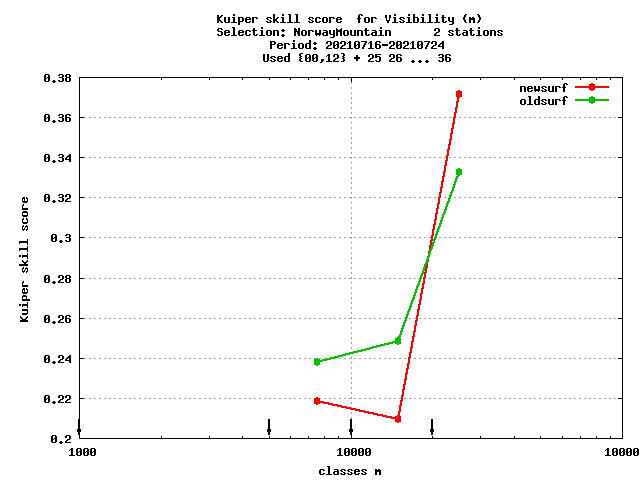 Kuiper skill score  for Visibility (m)
Selection: NorwayMountain      2 stations
Period: 20210716-20210724
Used {00,12} + 25 26 ... 36
newsurf
oldsurf
0.38
0.36
0.34
0.32
0.3
0.28
0.26
0.24
0.22
0.2
Kuiper skill score
1000 10000 10000
classes m